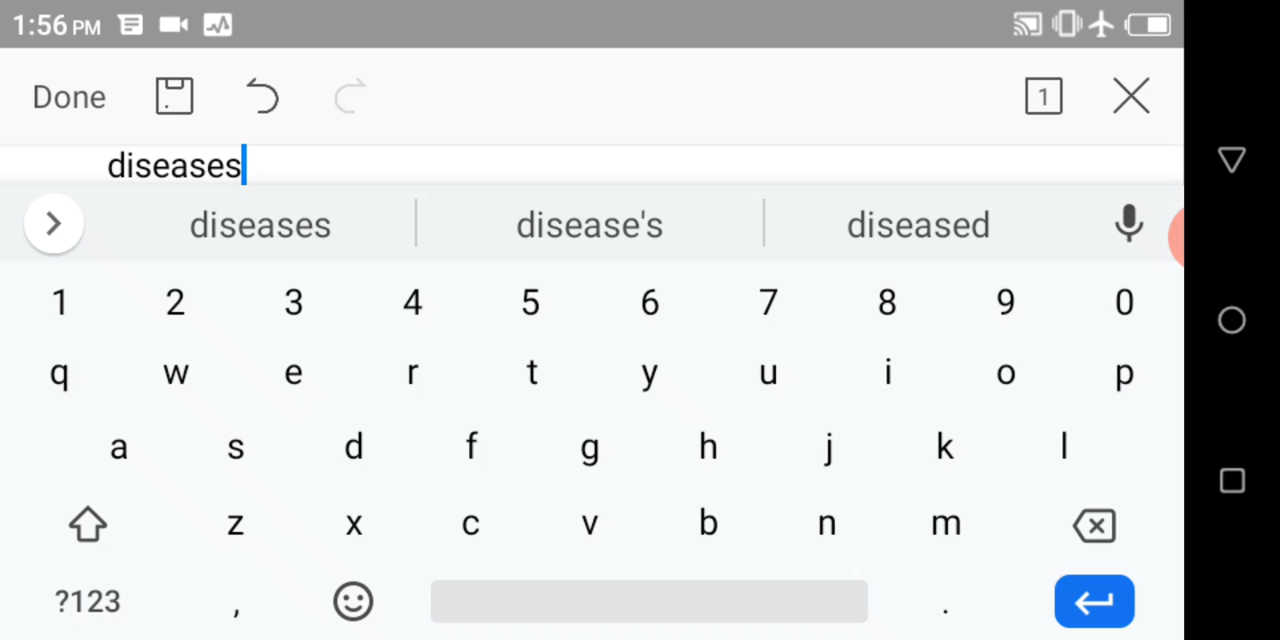 1:56 PM
Done
1
diseases
diseases disease's diseased
1 2 3 4 5 6 7 8 9 0
q w e r t y u i o p
a s d f g h j k l
z x c v b n m
?123 , .